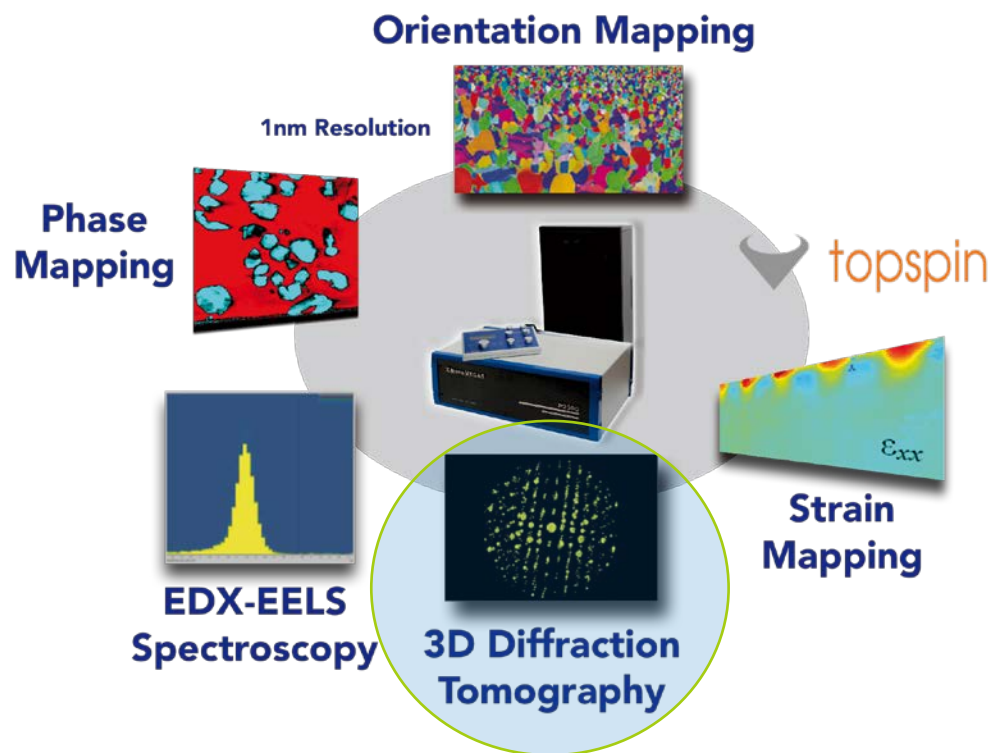 Orientation Mapping
1nm Resolution
Phase
Mapping
topspin
εxx
Strain
Mapping
EDX-EELS
Spectroscopy
3D Diffraction
Tomography